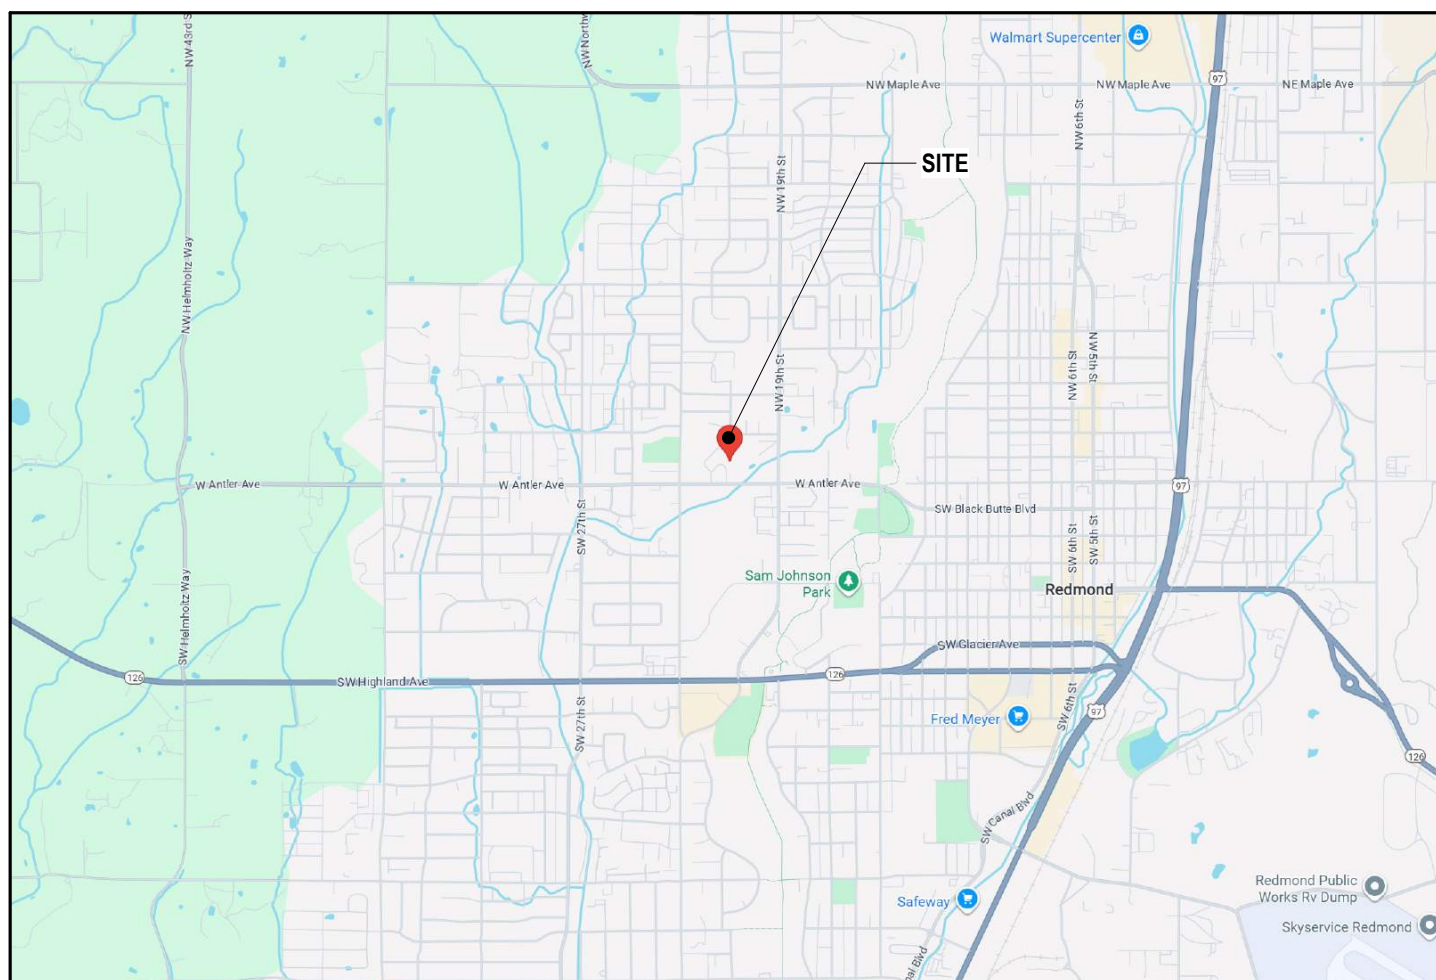 NW 43rd S
NW Northw
Walmart Supercenter
97
NW Maple Ave
NW Maple Ave
NE Maple Ave
NW 6th St
SITE
NW 19th St
NW Helmholtz Way
NW 5th St
NW 6th St
NW 19th St
W Antler Ave
W Antler Ave
W Antler Ave
97
SW Black Butte Blvd
SW 27th St
SW 6th St
SW 5th St
Sam Johnson
Park
Redmond
SW Helmholtz Way
SW Glacier Ave
126
SW Highland Ave
126
SW 27th St
SW 6th St
97
Fred Meyer
126
SW Canal Blvd
Redmond Public
Works Rv Dump
Safeway
Skyservice Redmond
nal Blvd